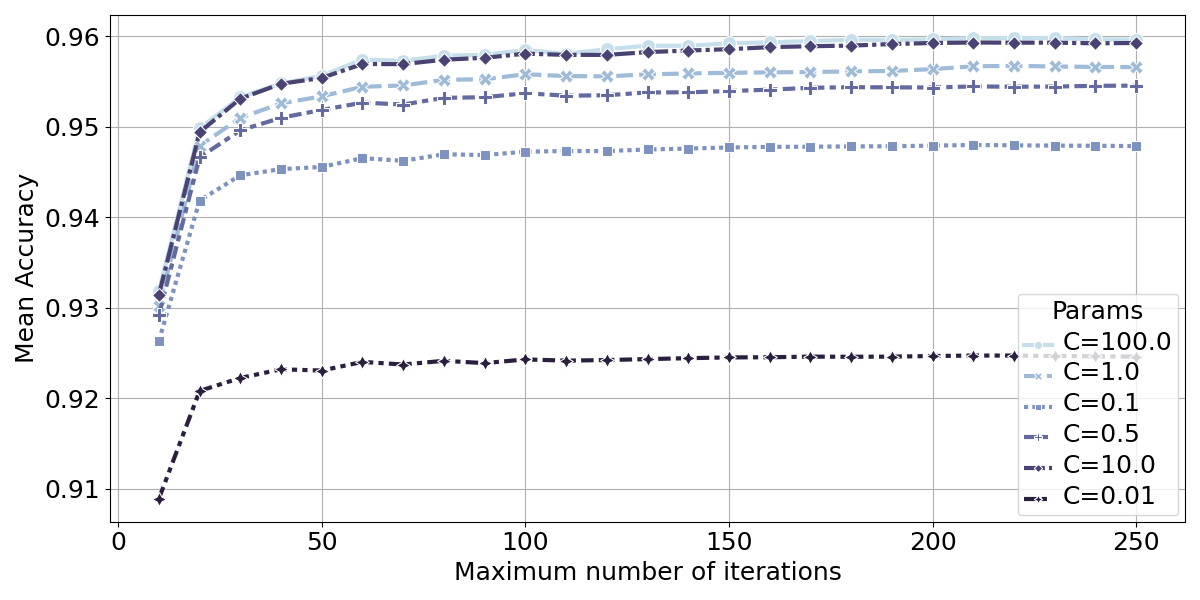 Mean Accuracy
0.96
0.95
0.94
0.93
0.92
0.91
0
50
100
150
200
250
Maximum number of iterations
Params
C=100.0
C=1.0
C=0.1
C=0.5
C=10.0
C=0.01